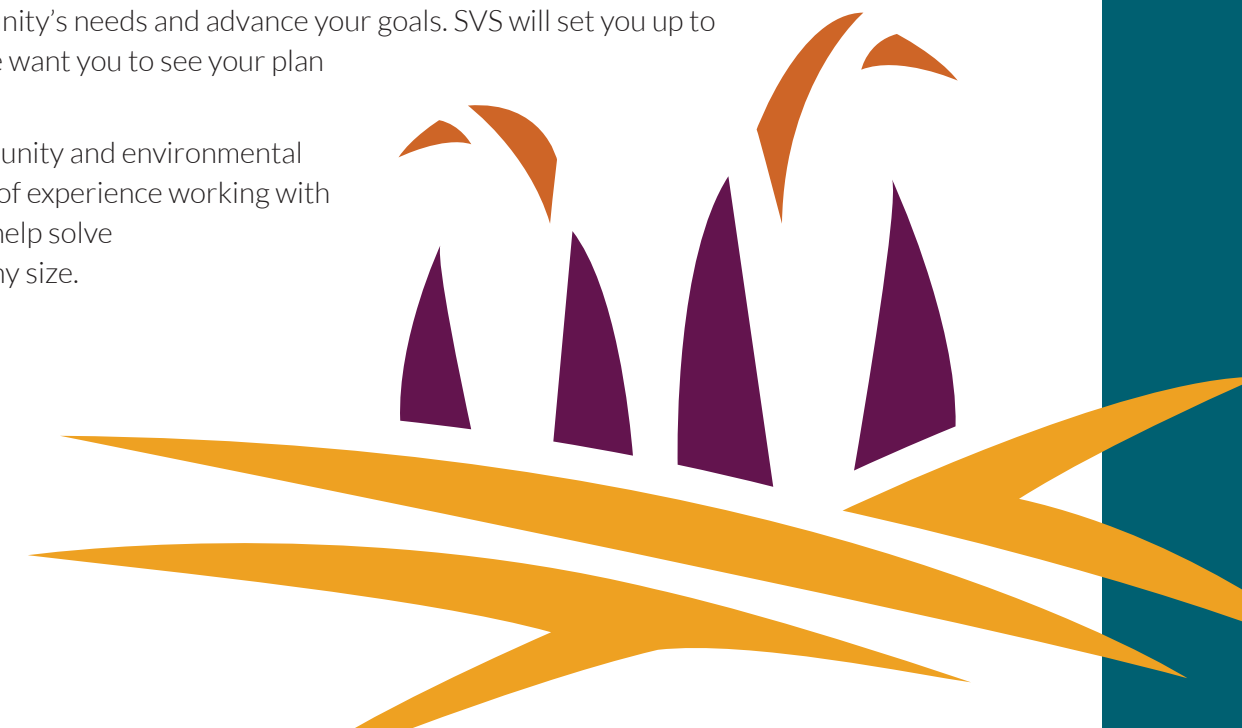 nity’s needs and advance your goals. SVS will set you up to
e want you to see your plan
unity and environmental
of experience working with
help solve
ny size.